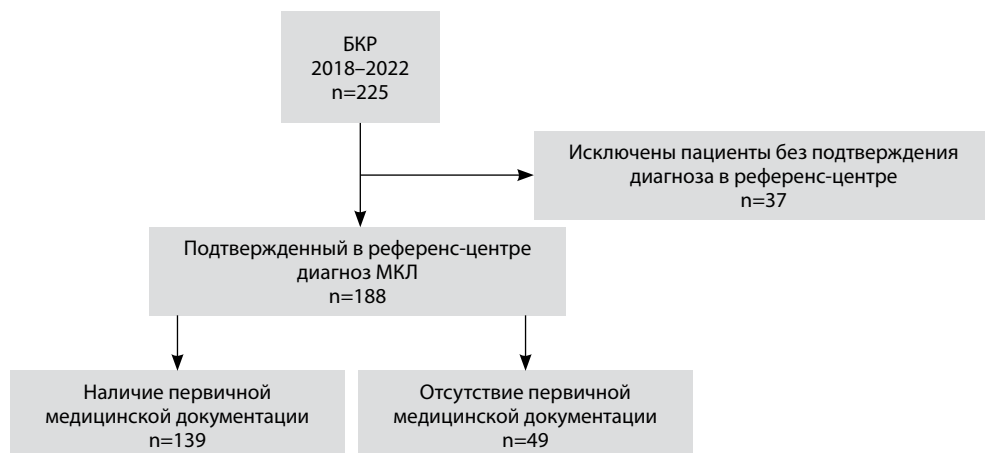 БКР
2018–2022
n=225
Исключены пациенты без подтверждения
диагноза в референс-центре
n=37
Подтвержденный в референс-центре
диагноз МКЛ
n=188
Наличие первичной
медицинской документации
n=139
Отсутствие первичной
медицинской документации
n=49